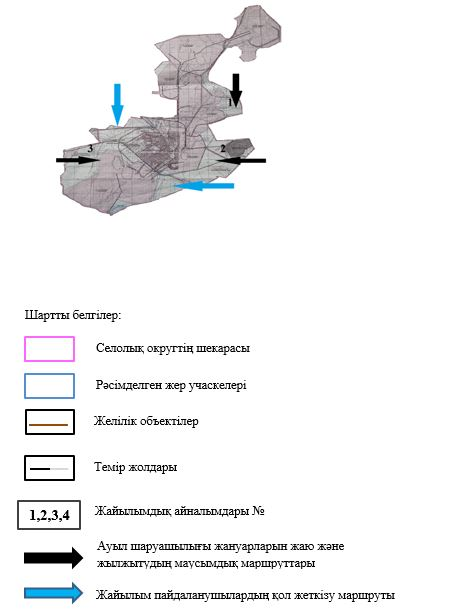 1
2
3
Шартты белгілер:
Селолық округтің шекарасы
Рәсімделген жер учаскелері
Желілік объектілер
Темір жолдары
1,2,3,4
Жайылымдық айналымдары №
Ауыл шаруашылығы жануарларын жаю және
жылжытудың маусымдық маршруттары
Жайылым пайдаланушылардың қол жеткізу маршруты